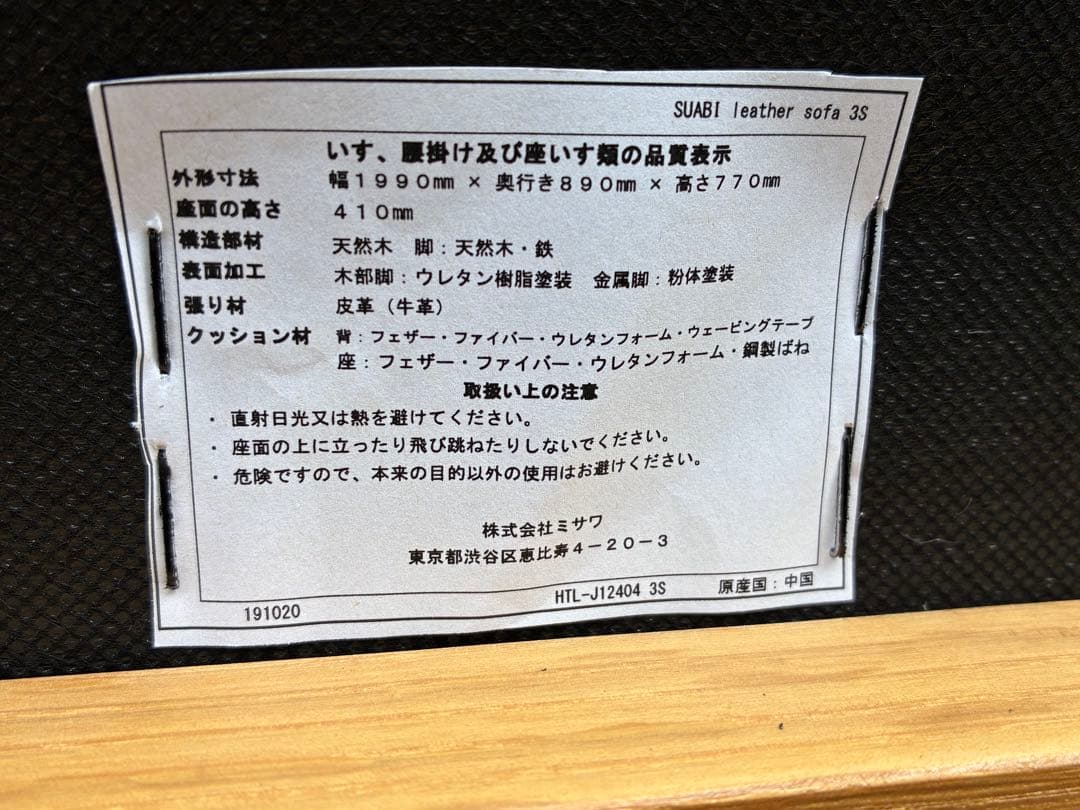 SUABI leather sofa 3S
いす、腰掛け及び座いす類の品質表示
外形寸法 幅1990mm × 奥行き890mm × 高さ770mm
座面の高さ 410mm
構造部材 天然木 脚:天然木・鉄
表面加工 木部脚:ウレタン樹脂塗装 金属脚:粉体塗装
張り材 皮革(牛革)
クッション材 背:フェザー・ファイバー・ウレタンフォーム・ウェービングテープ
座:フェザー・ファイバー・ウレタンフォーム・鋼製ばね
取扱い上の注意
・ 直射日光又は熱を避けてください。
・ 座面の上に立ったり飛び跳ねたりしないでください。
・ 危険ですので、本来の目的以外の使用はお避けください。
株式会社ミサワ
東京都渋谷区恵比寿4-20-3
191020 HTL-J12404 3S 原産国:中国